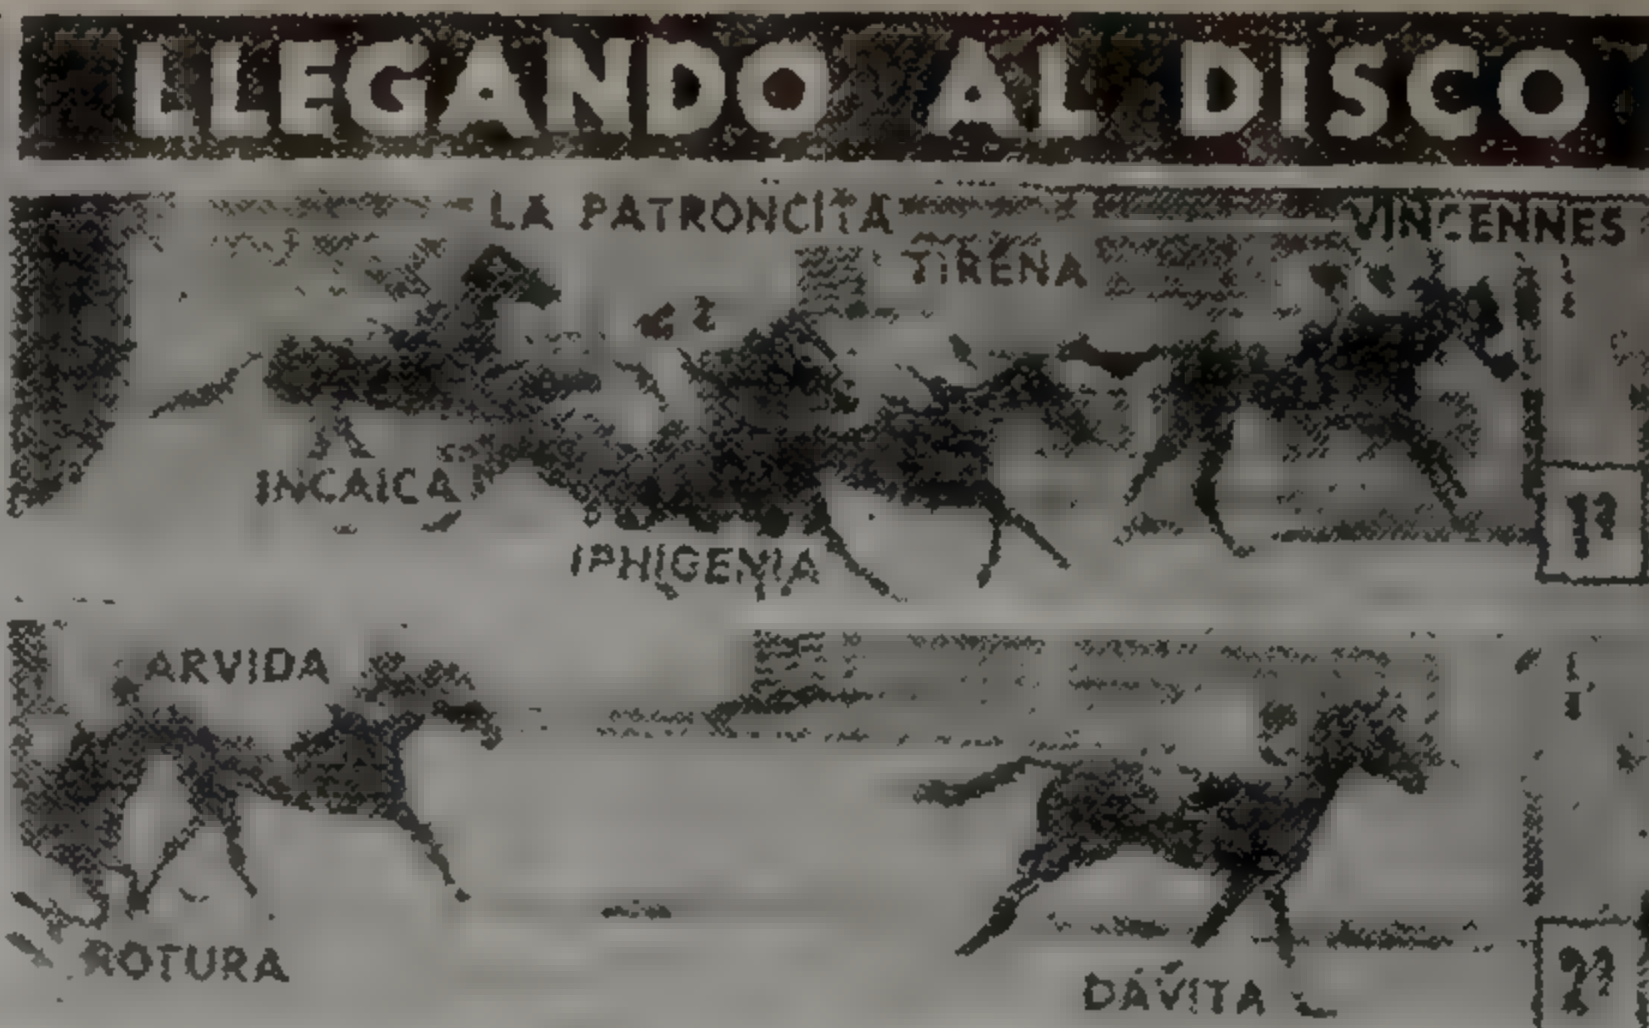 LLEGANDO AL DISCO
LA PATRONCITA
VINCENNES
TIRENA
INCAICA
IPHIGENIA
1ª
ARVIDA
ROTURA
DAVITA
2ª